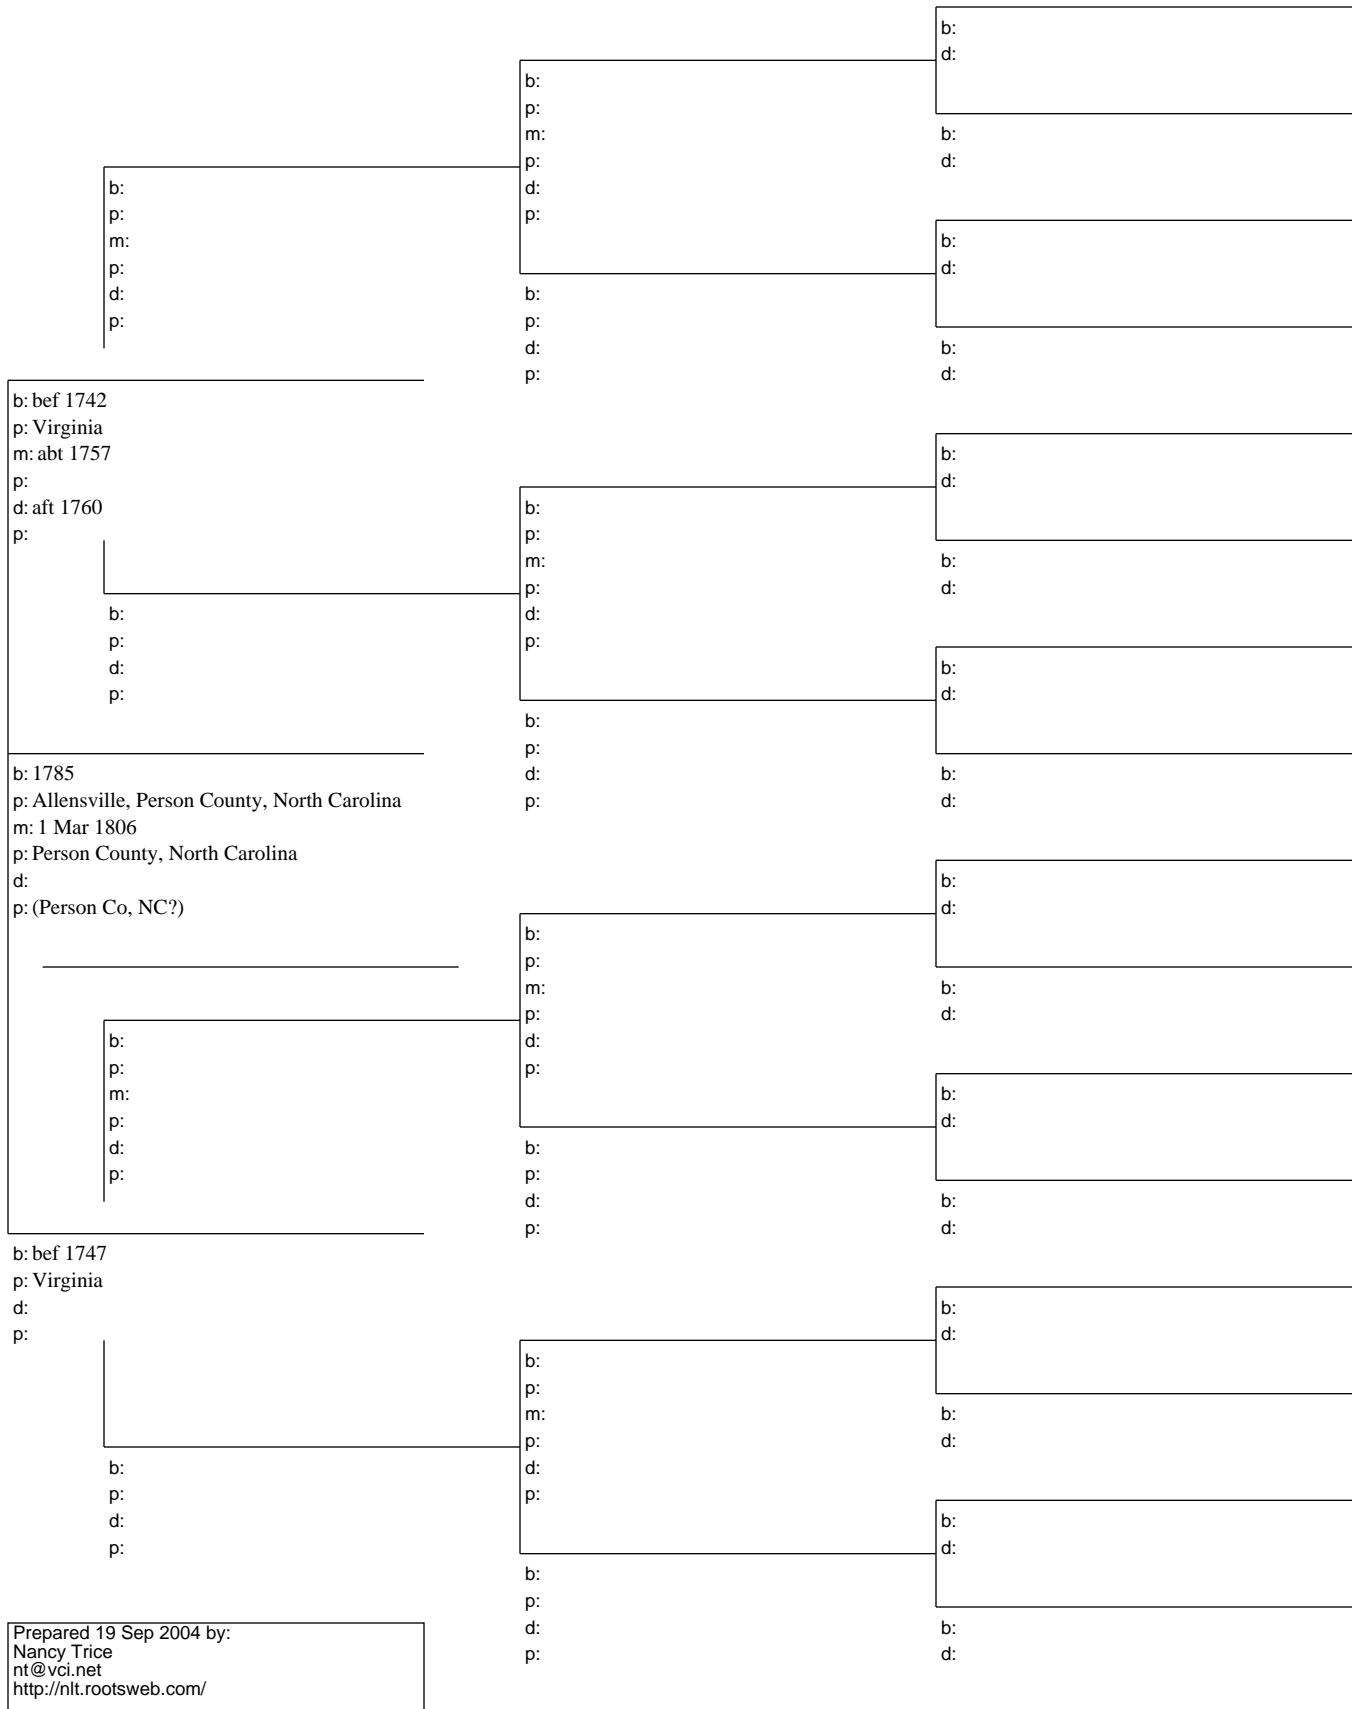 b:
d:
b:
p:
m:
p:
d:
p:
b:
d:
b:
p:
m:
p:
d:
p:
b:
d:
b:
p:
d:
p:
b:
d:
b: bef 1742
p: Virginia
m: abt 1757
p:
d: aft 1760
p:
b:
d:
b:
p:
m:
p:
d:
p:
b:
d:
b:
p:
d:
p:
b:
d:
b:
p:
d:
p:
b:
d:
b: 1785
p: Allensville, Person County, North Carolina
m: 1 Mar 1806
p: Person County, North Carolina
d:
p: (Person Co, NC?)
b:
d:
b:
p:
m:
p:
d:
p:
b:
d:
b:
p:
m:
p:
d:
p:
b:
d:
b:
p:
d:
p:
b:
d:
b: bef 1747
p: Virginia
d:
p:
b:
d:
b:
p:
m:
p:
d:
p:
b:
d:
b:
p:
d:
p:
b:
d:
b:
p:
d:
p:
b:
d:
Prepared 19 Sep 2004 by:
Nancy Trice
nt@vci.net
http://nlt.rootsweb.com/